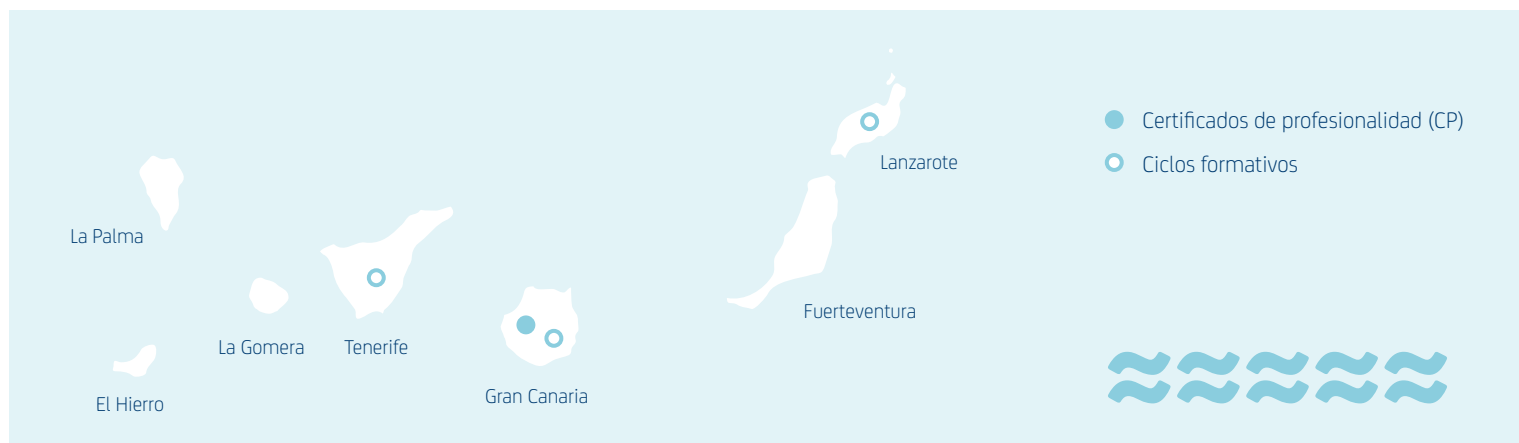 Certificados de profesionalidad (CP)
Ciclos formativos
Lanzarote
La Palma
Fuerteventura
La Gomera
Tenerife
Gran Canaria
El Hierro